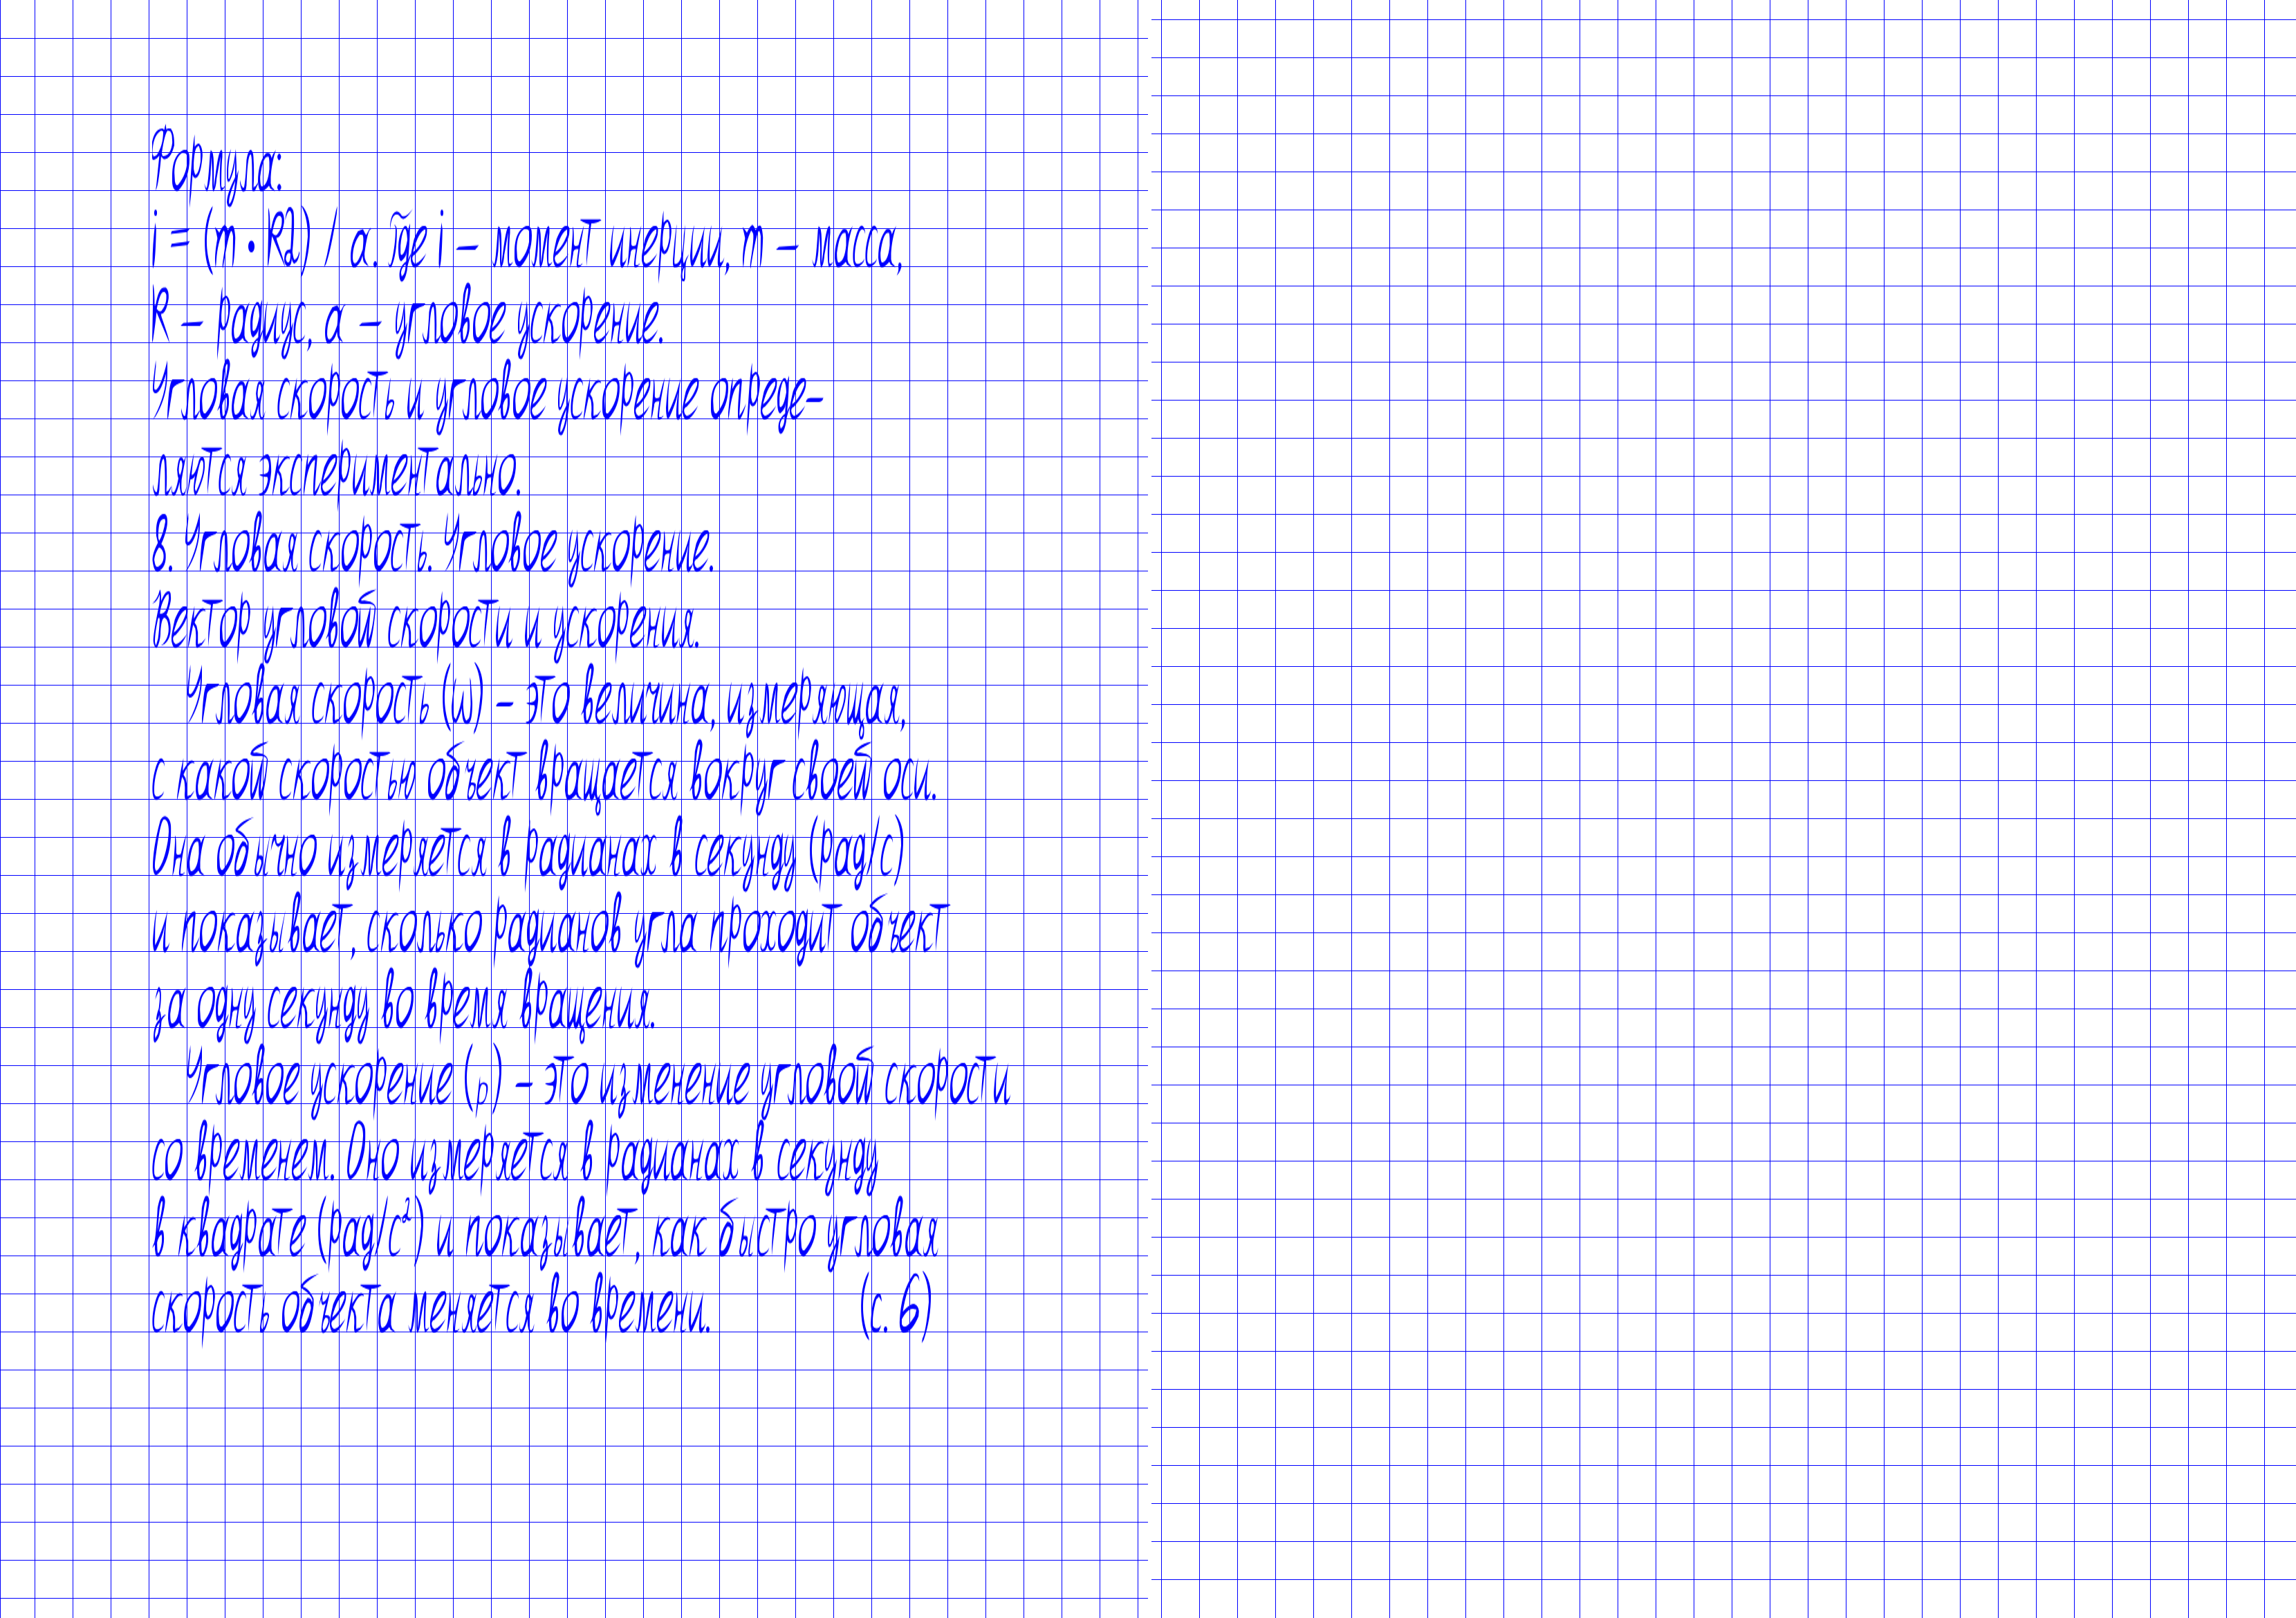 Формула:
i = (m • R2) / a. Где i – момент инерции, m – масса,
R – радиус, a – угловое ускорение.
Угловая скорость и угловое ускорение опреде-
ляются экспериментально.
8. Угловая скорость. Угловое ускорение.
Вектор угловой скорости и ускорения.
Угловая скорость (ω) – это величина, измеряющая,
с какой скоростью объект вращается вокруг своей оси.
Она обычно измеряется в радианах в секунду (рад/с)
и показывает, сколько радианов угла проходит объект
за одну секунду во время вращения.
Угловое ускорение (р) – это изменение угловой скорости
со временем. Оно измеряется в радианах в секунду
в квадрате (рад/с²) и показывает, как быстро угловая
скорость объекта меняется во времени. (с. 6)